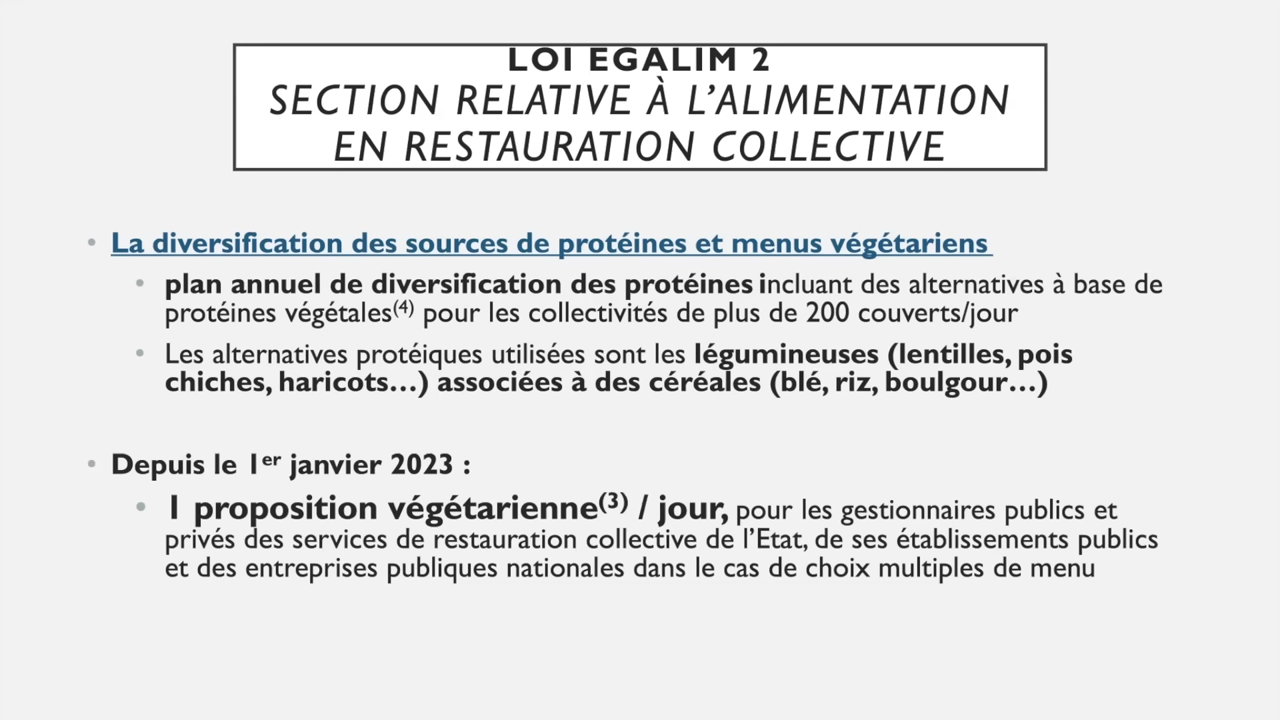 LOI EGALIM 2
SECTION RELATIVE À L'ALIMENTATION
EN RESTAURATION COLLECTIVE
• La diversification des sources de protéines et menus végétariens
• plan annuel de diversification des protéines incluant des alternatives à base de
protéines végétales(4) pour les collectivités de plus de 200 couverts/jour
• Les alternatives protéiques utilisées sont les légumineuses (lentilles, pois
chiches, haricots…) associées à des céréales (blé, riz, boulgour…)
• Depuis le 1er janvier 2023 :
• 1 proposition végétarienne(3) / jour, pour les gestionnaires publics et
privés des services de restauration collective de l'Etat, de ses établissements publics
et des entreprises publiques nationales dans le cas de choix multiples de menu